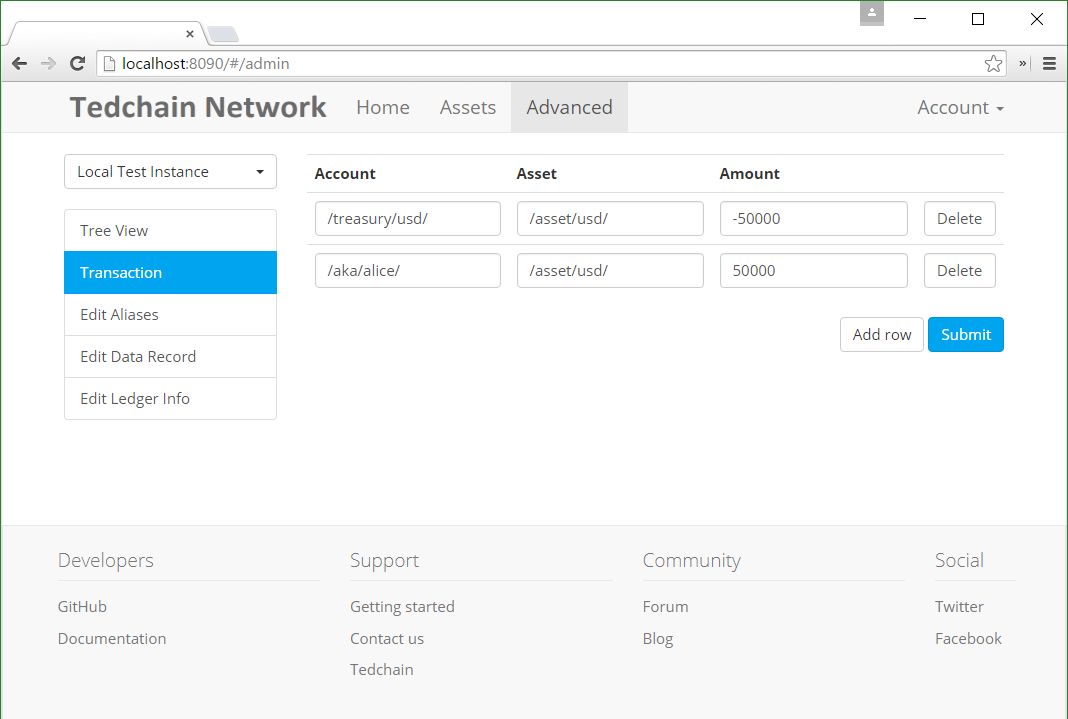 localhost:8090/#/admin
»
Tedchain Network Home Assets Advanced Account
Local Test Instance
Tree View
Transaction
Edit Aliases
Edit Data Record
Edit Ledger Info
Account Asset Amount
/treasury/usd/ /asset/usd/ -50000 Delete
/aka/alice/ /asset/usd/ 50000 Delete
Add row Submit
Developers
GitHub
Documentation
Support
Getting started
Contact us
Tedchain
Community
Forum
Blog
Social
Twitter
Facebook